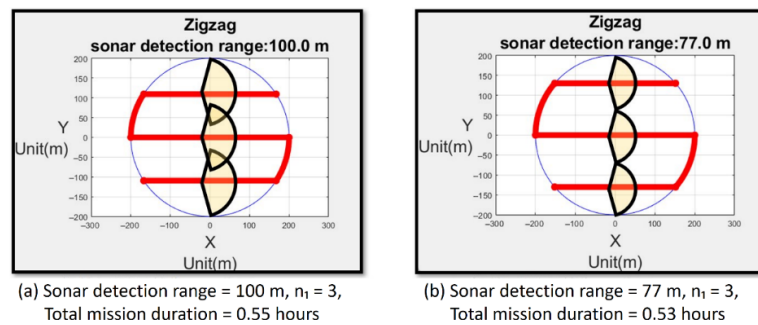 Zigzag
sonar detection range:100.0 m
200
150
100
50
0
−50
−100
−150
−200
Y
Unit(m)
−300
−200
−100
0
100
200
300
X
Unit(m)
(a) Sonar detection range = 100 m, n₁ = 3,
Total mission duration = 0.55 hours
Zigzag
sonar detection range:77.0 m
200
150
100
50
0
−50
−100
−150
−200
Y
Unit(m)
−300
−200
−100
0
100
200
300
X
Unit(m)
(b) Sonar detection range = 77 m, n₁ = 3,
Total mission duration = 0.53 hours